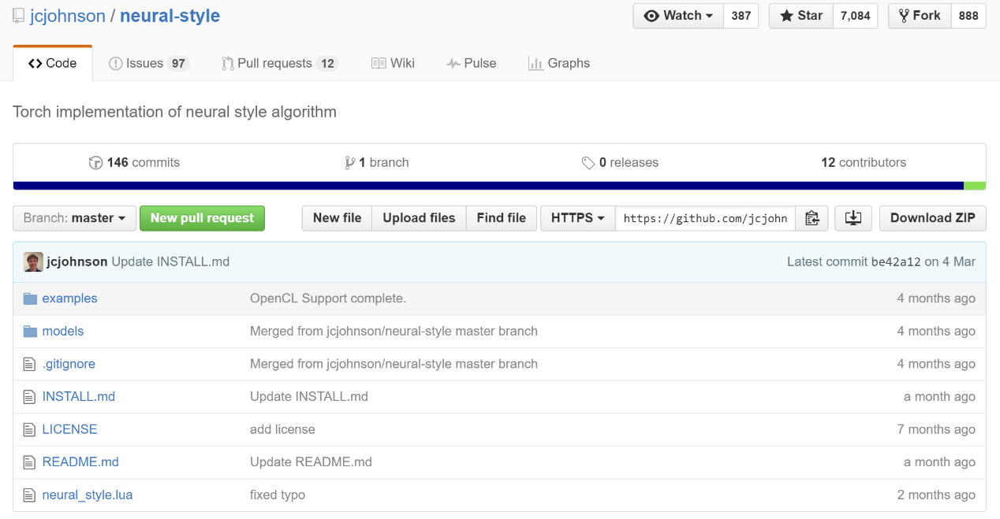 jcjohnson / neural-style Watch 387 Star 7,084 Fork 888
Code Issues 97 Pull requests 12 Wiki Pulse Graphs
Torch implementation of neural style algorithm
146 commits 1 branch 0 releases 12 contributors
Branch: master New pull request New file Upload files Find file HTTPS https://github.com/jcjohn Download ZIP
jcjohnson Update INSTALL.md Latest commit be42a12 on 4 Mar
examples OpenCL Support complete. 4 months ago
models Merged from jcjohnson/neural-style master branch 4 months ago
.gitignore Merged from jcjohnson/neural-style master branch 4 months ago
INSTALL.md Update INSTALL.md a month ago
LICENSE add license 7 months ago
README.md Update README.md a month ago
neural_style.lua fixed typo 2 months ago